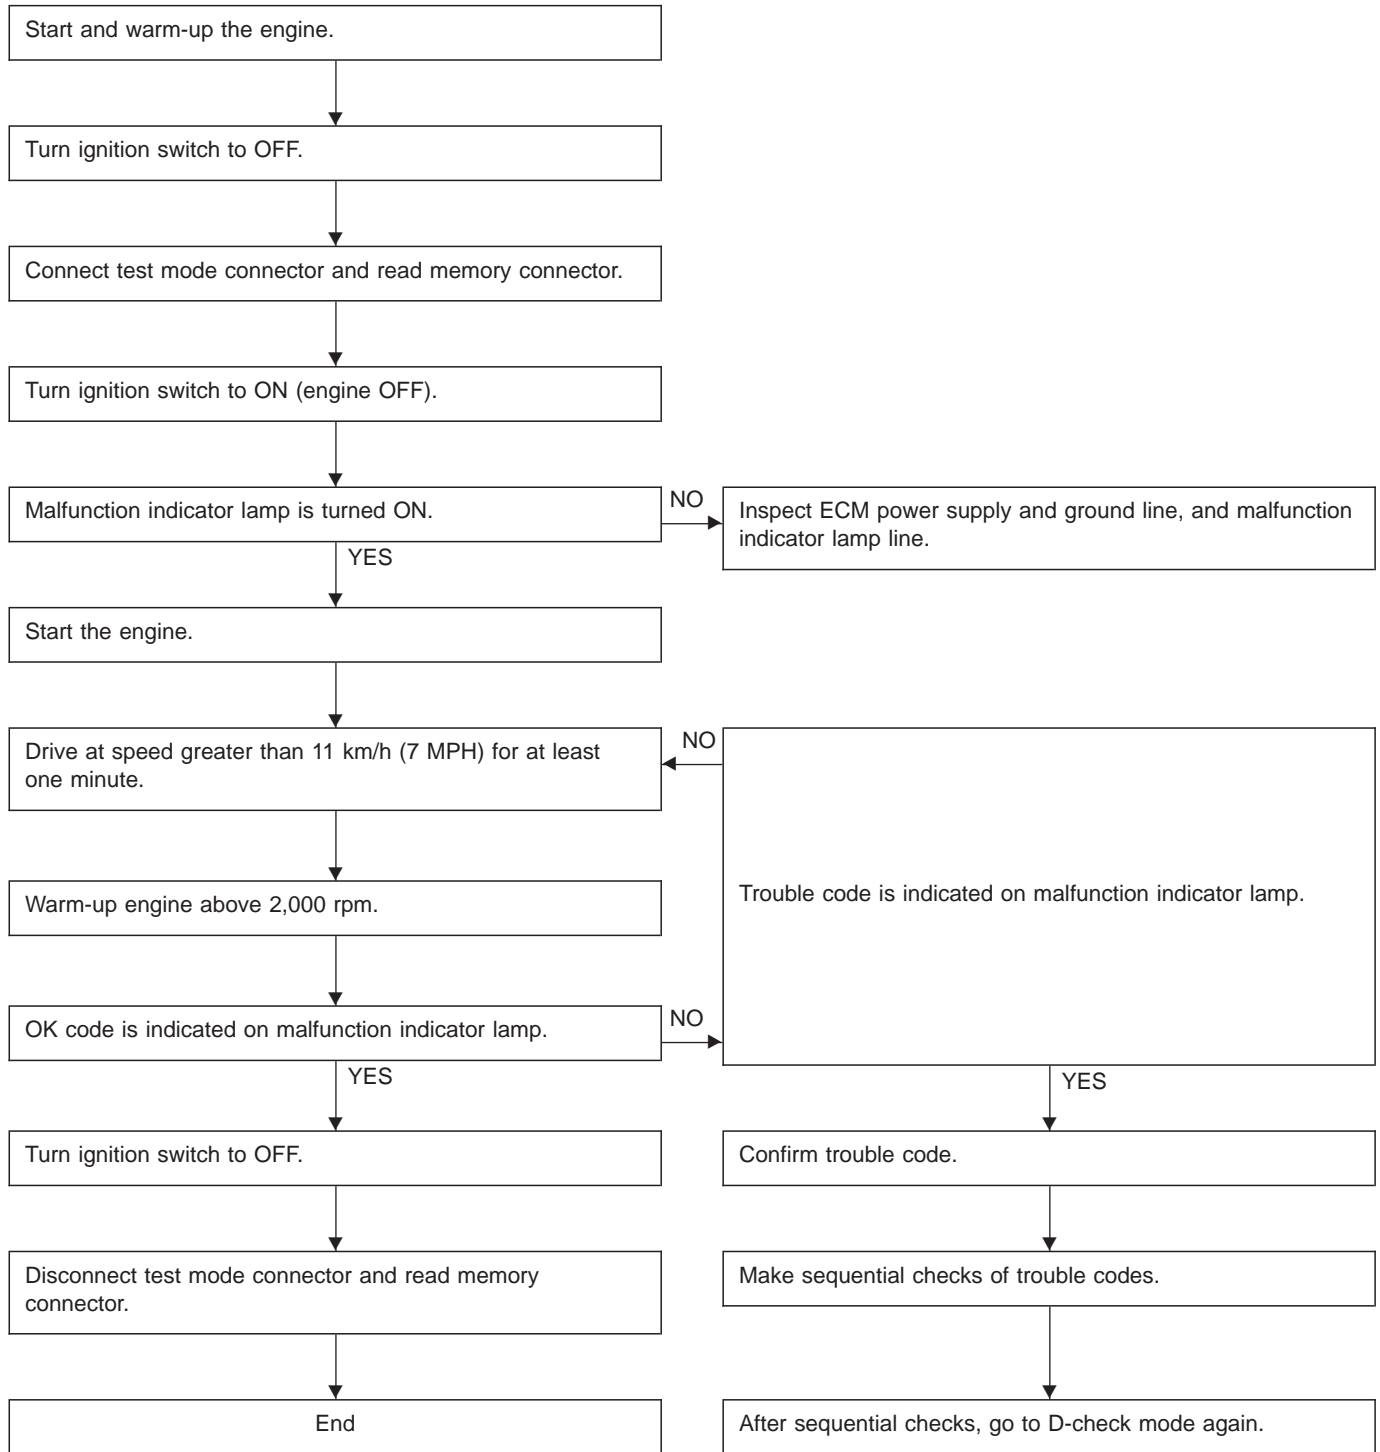 Start and warm-up the engine.
Turn ignition switch to OFF.
Connect test mode connector and read memory connector.
Turn ignition switch to ON (engine OFF).
Malfunction indicator lamp is turned ON.
NO
Inspect ECM power supply and ground line, and malfunction
indicator lamp line.
YES
Start the engine.
Drive at speed greater than 11 km/h (7 MPH) for at least
one minute.
NO
Trouble code is indicated on malfunction indicator lamp.
Warm-up engine above 2,000 rpm.
OK code is indicated on malfunction indicator lamp.
NO
YES
YES
Turn ignition switch to OFF.
Confirm trouble code.
Disconnect test mode connector and read memory
connector.
Make sequential checks of trouble codes.
End
After sequential checks, go to D-check mode again.